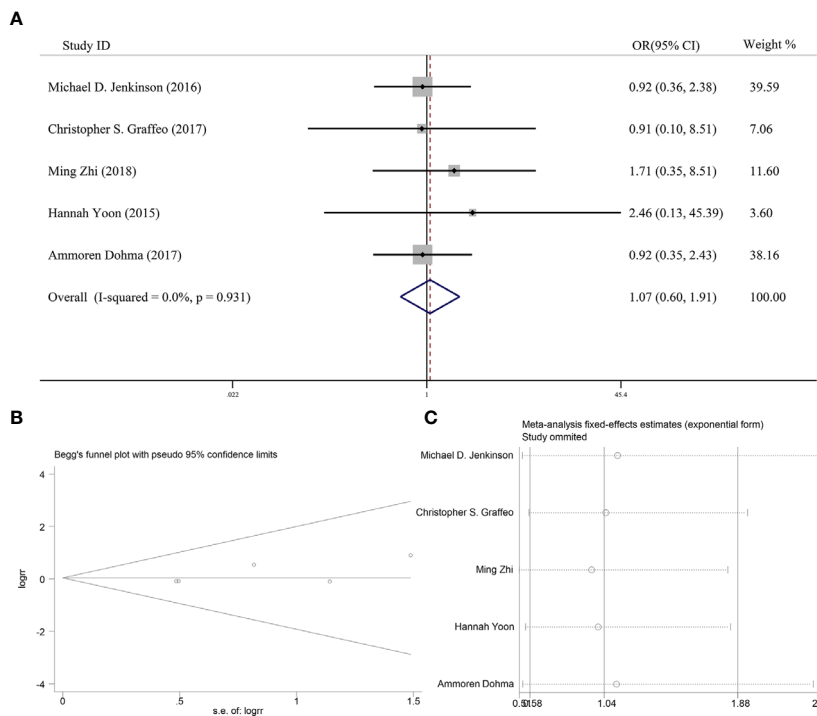 A
Study ID OR(95% CI) Weight %
Michael D. Jenkinson (2016) 0.92 (0.36, 2.38) 39.59
Christopher S. Graffeo (2017) 0.91 (0.10, 8.51) 7.06
Ming Zhi (2018) 1.71 (0.35, 8.51) 11.60
Hannah Yoon (2015) 2.46 (0.13, 45.39) 3.60
Ammoren Dohma (2017) 0.92 (0.35, 2.43) 38.16
Overall (I-squared = 0.0%, p = 0.931) 1.07 (0.60, 1.91) 100.00
.022 1 45.4
B
Begg's funnel plot with pseudo 95% confidence limits
4
2
0
-2
-4
logrr
0 .5 1 1.5
s.e. of: logrr
C
Meta-analysis fixed-effects estimates (exponential form)
Study ommited
Michael D. Jenkinson
Christopher S. Graffeo
Ming Zhi
Hannah Yoon
Ammoren Dohma
0.58 1.04 1.88